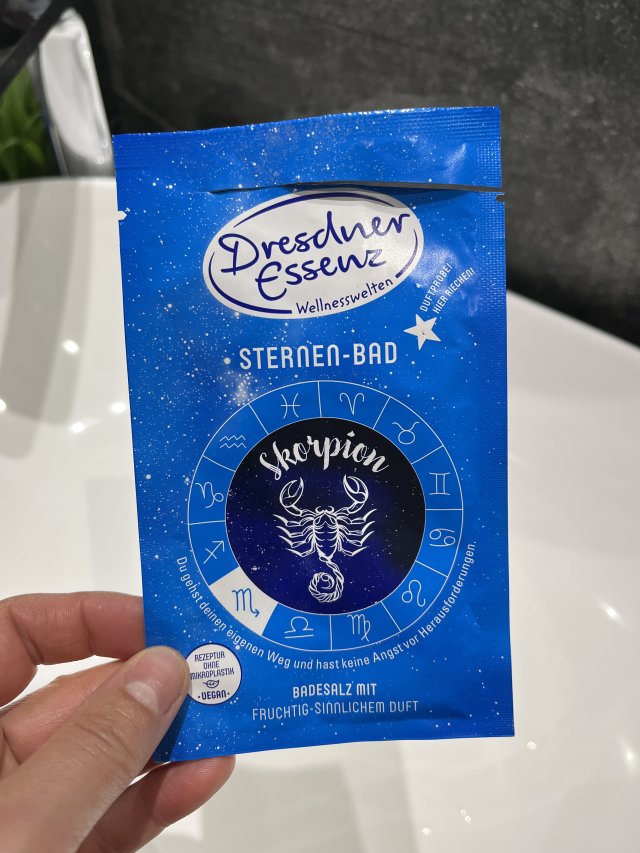 Dresdner
Essenz
Wellnesswelten
DUFTPROBE!
HIER RIECHEN!
STERNEN-BAD
Skorpion
Du gehst deinen eigenen Weg und hast keine Angst vor Herausforderungen.
REZEPTUR
OHNE
MIKROPLASTIK
• VEGAN •
BADESALZ MIT
FRUCHTIG-SINNLICHEM DUFT